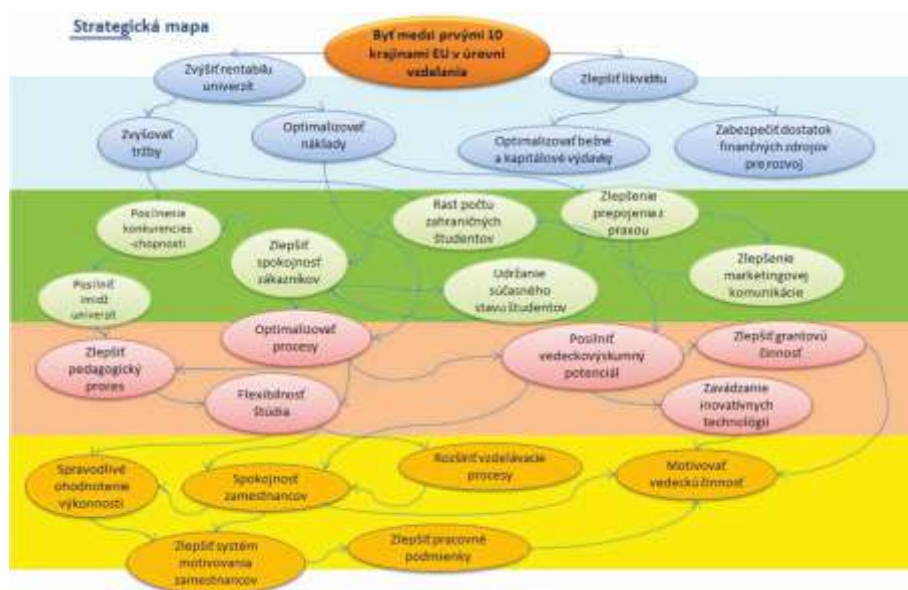 Strategická mapa
Byť medzi prvými 10
krajinami EU v úrovni
vzdelania
Zvýšiť rentabilu
univerzít
Zlepšiť likviditu
Zvyšovať
tržby
Optimalizovať
náklady
Optimalizovať bežné
a kapitálové výdavky
Zabezpečiť dostatok
finančných zdrojov
pre rozvoj
Posilnenie
konkurencies
-chopnosti
Rast počtu
zahraničných
študentov
Zlepšenie
prepojenia z
praxou
Zlepšiť
spokojnosť
zákazníkov
Udržanie
súčasného
stavu študentov
Zlepšenie
marketingovej
komunikácie
Posilniť
imidž
univerzít
Optimalizovať
procesy
Zlepšiť
pedagogický
proces
Posilniť
vedeckovýskumný
potenciál
Zlepšiť grantovú
činnosť
Flexibilnosť
štúdia
Zavádzanie
inovatívnych
technológií
Spravodlivé
ohodnotenie
výkonnosti
Spokojnosť
zamestnancov
Rozšíriť vzdelávacie
procesy
Motivovať
vedeckú činnosť
Zlepšiť systém
motivovania
zamestnancov
Zlepšiť pracovné
podmienky